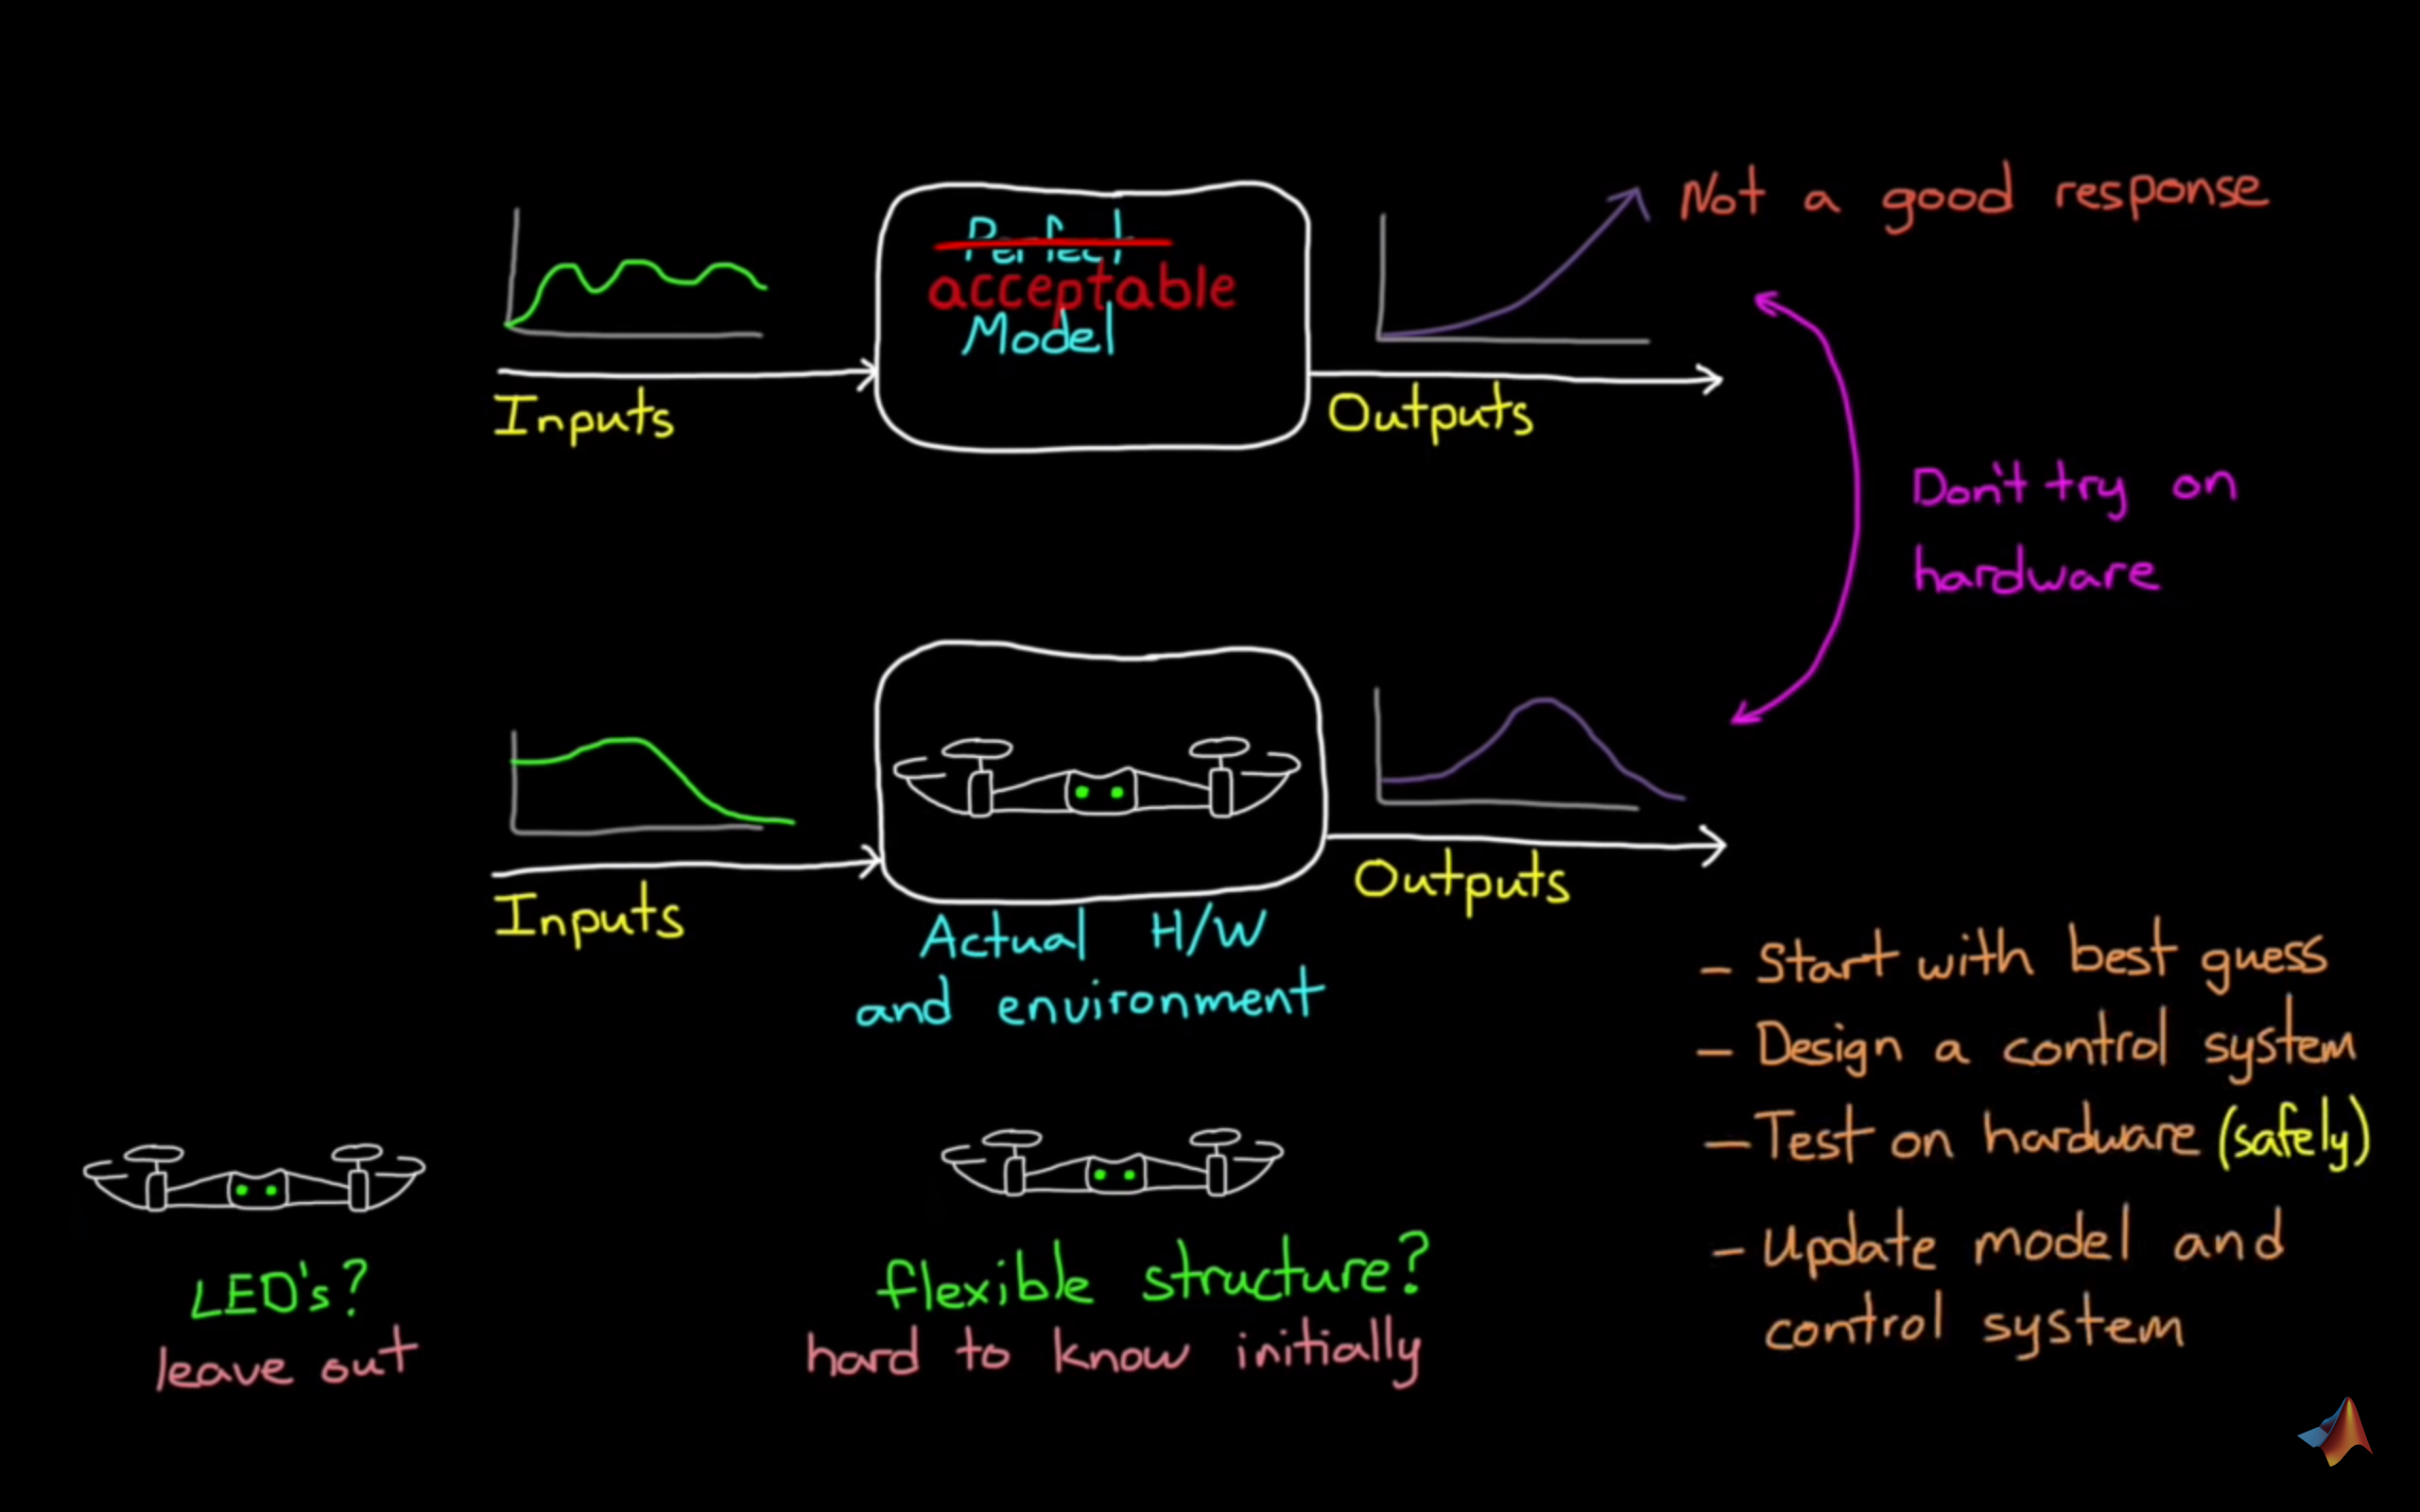 Not a good response
Perfect
acceptable
Model
Inputs
Outputs
Don't try on
hardware
Inputs
Outputs
Actual H/W
and environment
- Start with best guess
- Design a control system
- Test on hardware (safely)
- Update model and
control system
LED's?
leave out
flexible structure?
hard to know initially